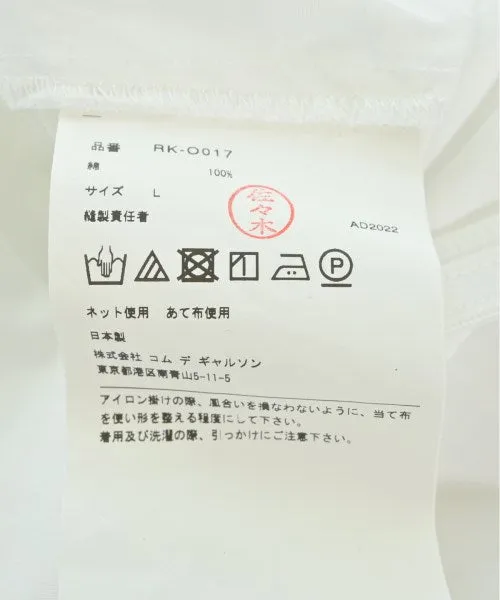 品番 RK-O017
綿 100%
サイズ L
縫製責任者 佐々木 AD2022
P
ネット使用 あて布使用
日本製
株式会社 コム デ ギャルソン
東京都港区南青山5-11-5
アイロン掛けの際、風合いを損なわないように、当て布
を使い形を整える程度にして下さい。
着用及び洗濯の際、引っかけにご注意下さい。